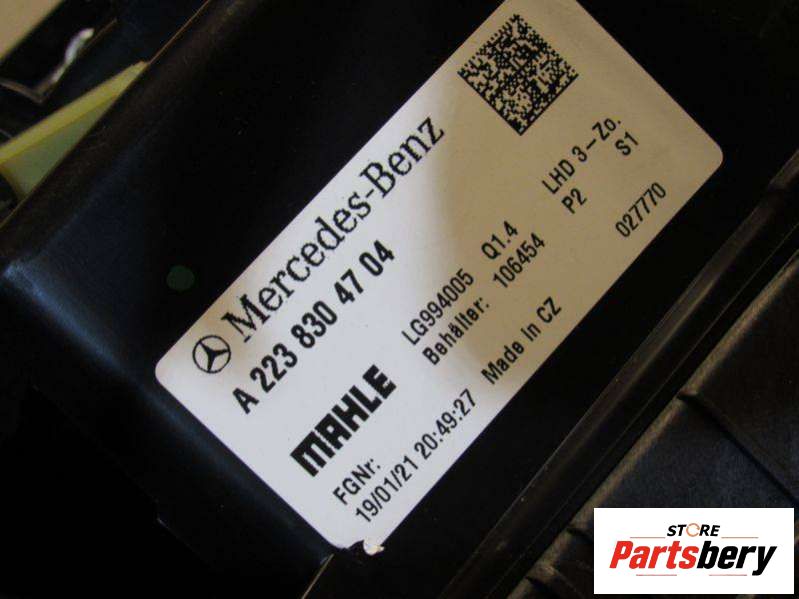 Mercedes-Benz
A 223 830 47 04
MAHLE
LG994005 Q1.4 LHD 3-Zo.
Behälter: 106454 P2 S1
FGNr:
19/01/21 20:49:27 Made in CZ 027770
STORE
Partsbery